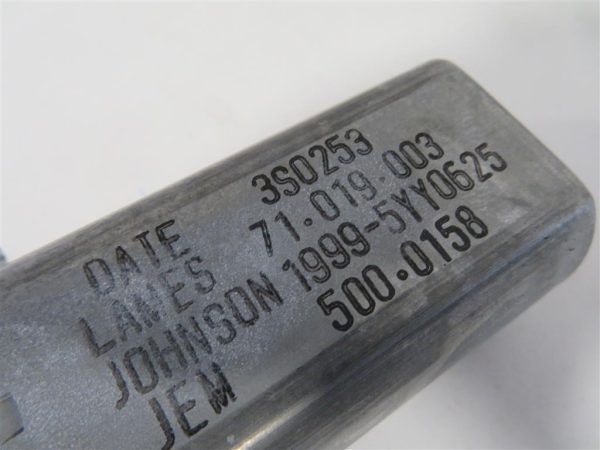 DATE 3S0253
LAMES 71.019.003
JOHNSON 1999-5YY0625
JEM 500.0158